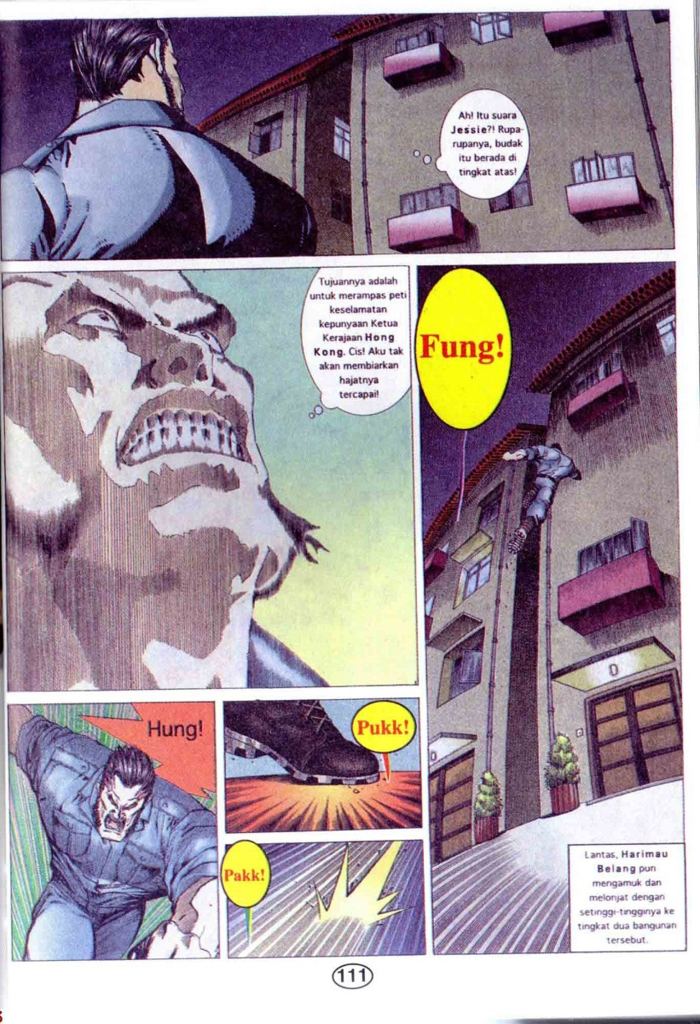 Ah! Itu suara
Jessie?! Rupa-
rupanya, budak
itu berada di
tingkat atas!
Tujuannya adalah
untuk merampas peti
keselamatan
kepunyaan Ketua
Kerajaan Hong
Kong. Cis! Aku tak
akan membiarkan
hajatnya
tercapai!
Fung!
Hung!
Pukk!
Pakk!
Lantas, Harimau
Belang pun
mengamuk dan
melonjat dengan
setinggi-tingginya ke
tingkat dua bangunan
tersebut.
111